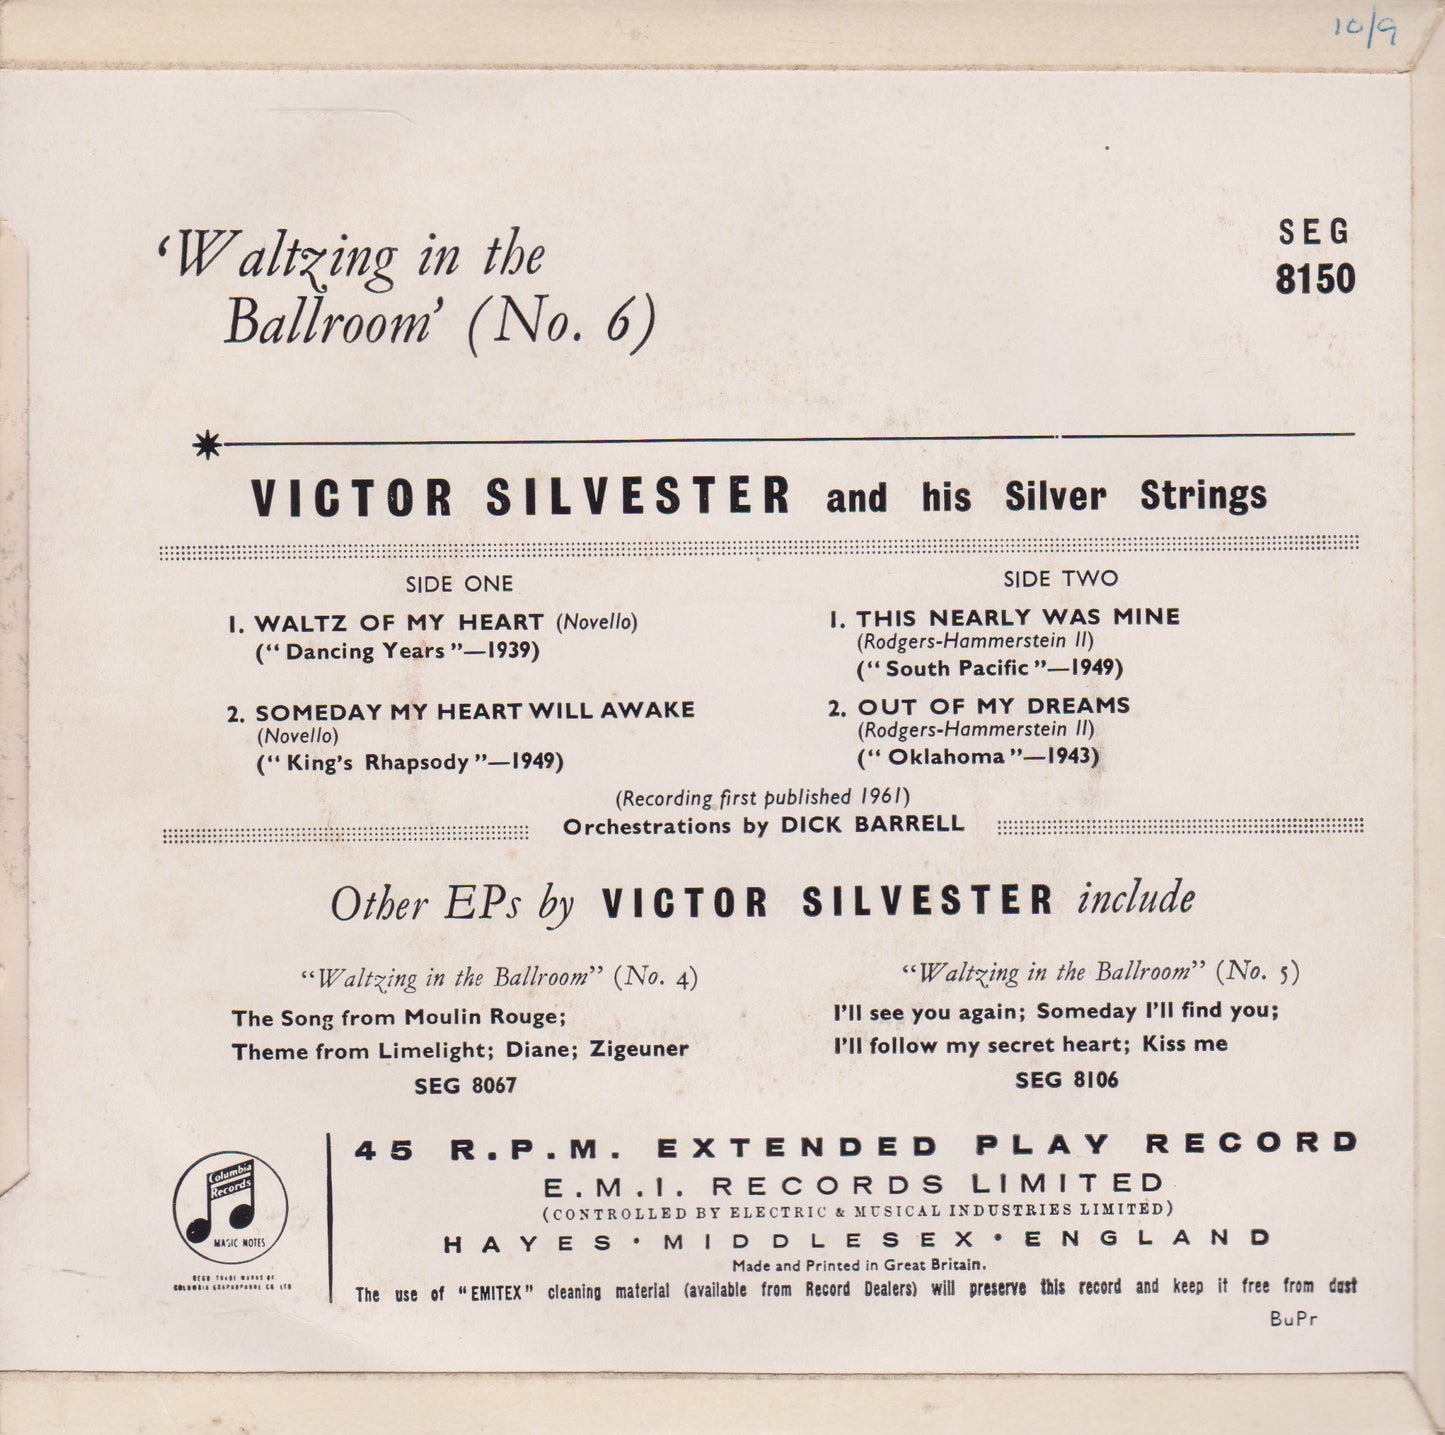 10/9
‘Waltzing in the
Ballroom’ (No. 6)
SEG
8150
VICTOR SILVESTER and his Silver Strings
SIDE ONE
1. WALTZ OF MY HEART (Novello)
(“Dancing Years”—1939)
2. SOMEDAY MY HEART WILL AWAKE
(Novello)
(“King's Rhapsody”—1949)
SIDE TWO
1. THIS NEARLY WAS MINE
(Rodgers-Hammerstein II)
(“South Pacific”—1949)
2. OUT OF MY DREAMS
(Rodgers-Hammerstein II)
(“Oklahoma”—1943)
(Recording first published 1961)
Orchestrations by DICK BARRELL
Other EPs by VICTOR SILVESTER include
“Waltzing in the Ballroom” (No. 4)
The Song from Moulin Rouge;
Theme from Limelight; Diane; Zigeuner
SEG 8067
“Waltzing in the Ballroom” (No. 5)
I'll see you again; Someday I'll find you;
I'll follow my secret heart; Kiss me
SEG 8106
Columbia
Records
MAGIC NOTES
REGD TRADE MARKS OF
COLUMBIA GRAPHOPHONE CO LTD
45 R.P.M. EXTENDED PLAY RECORD
E.M.I. RECORDS LIMITED
(CONTROLLED BY ELECTRIC & MUSICAL INDUSTRIES LIMITED)
HAYES · MIDDLESEX · ENGLAND
Made and Printed in Great Britain.
The use of “EMITEX” cleaning material (available from Record Dealers) will preserve this record and keep it free from dust
BuPr